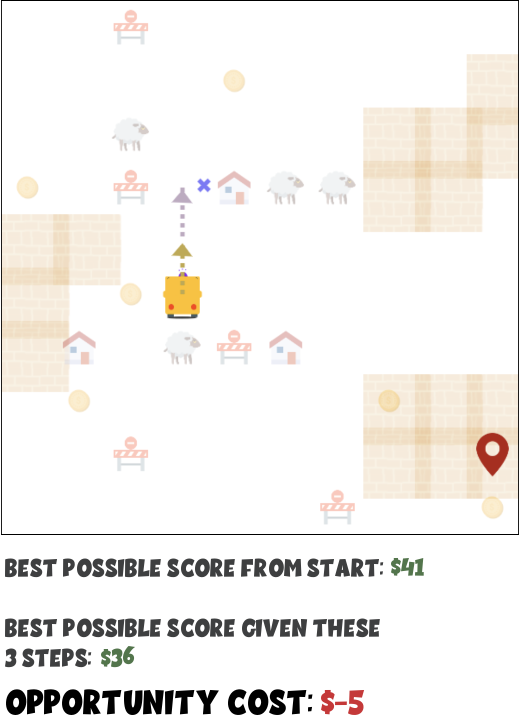 BEST POSSIBLE SCORE FROM START: $41
BEST POSSIBLE SCORE GIVEN THESE
3 STEPS: $36
OPPORTUNITY COST: $-5